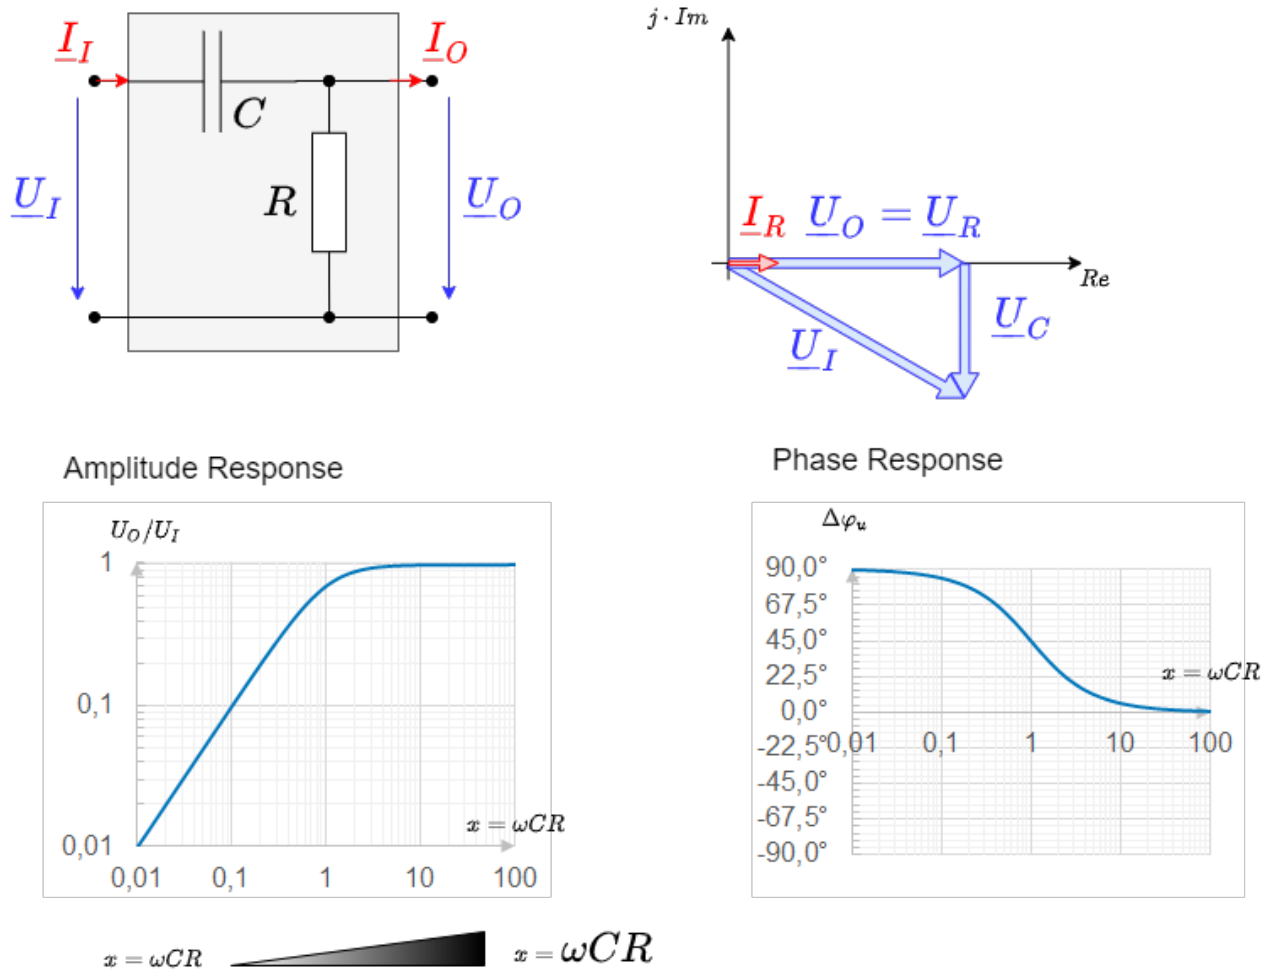 I_I
I_O
C
R
U_I
U_O
j · Im
I_R U_O = U_R
Re
U_C
U_I
Amplitude Response
U_O/U_I
1
0,1
0,01
x = ωCR
0,01 0,1 1 10 100
Phase Response
Δφ_u
90,0°
67,5°
45,0°
22,5°
x = ωCR
0,0°
-22,5°
0,01 0,1 1 10 100
-45,0°
-67,5°
-90,0°
x = ωCR
x = ωCR